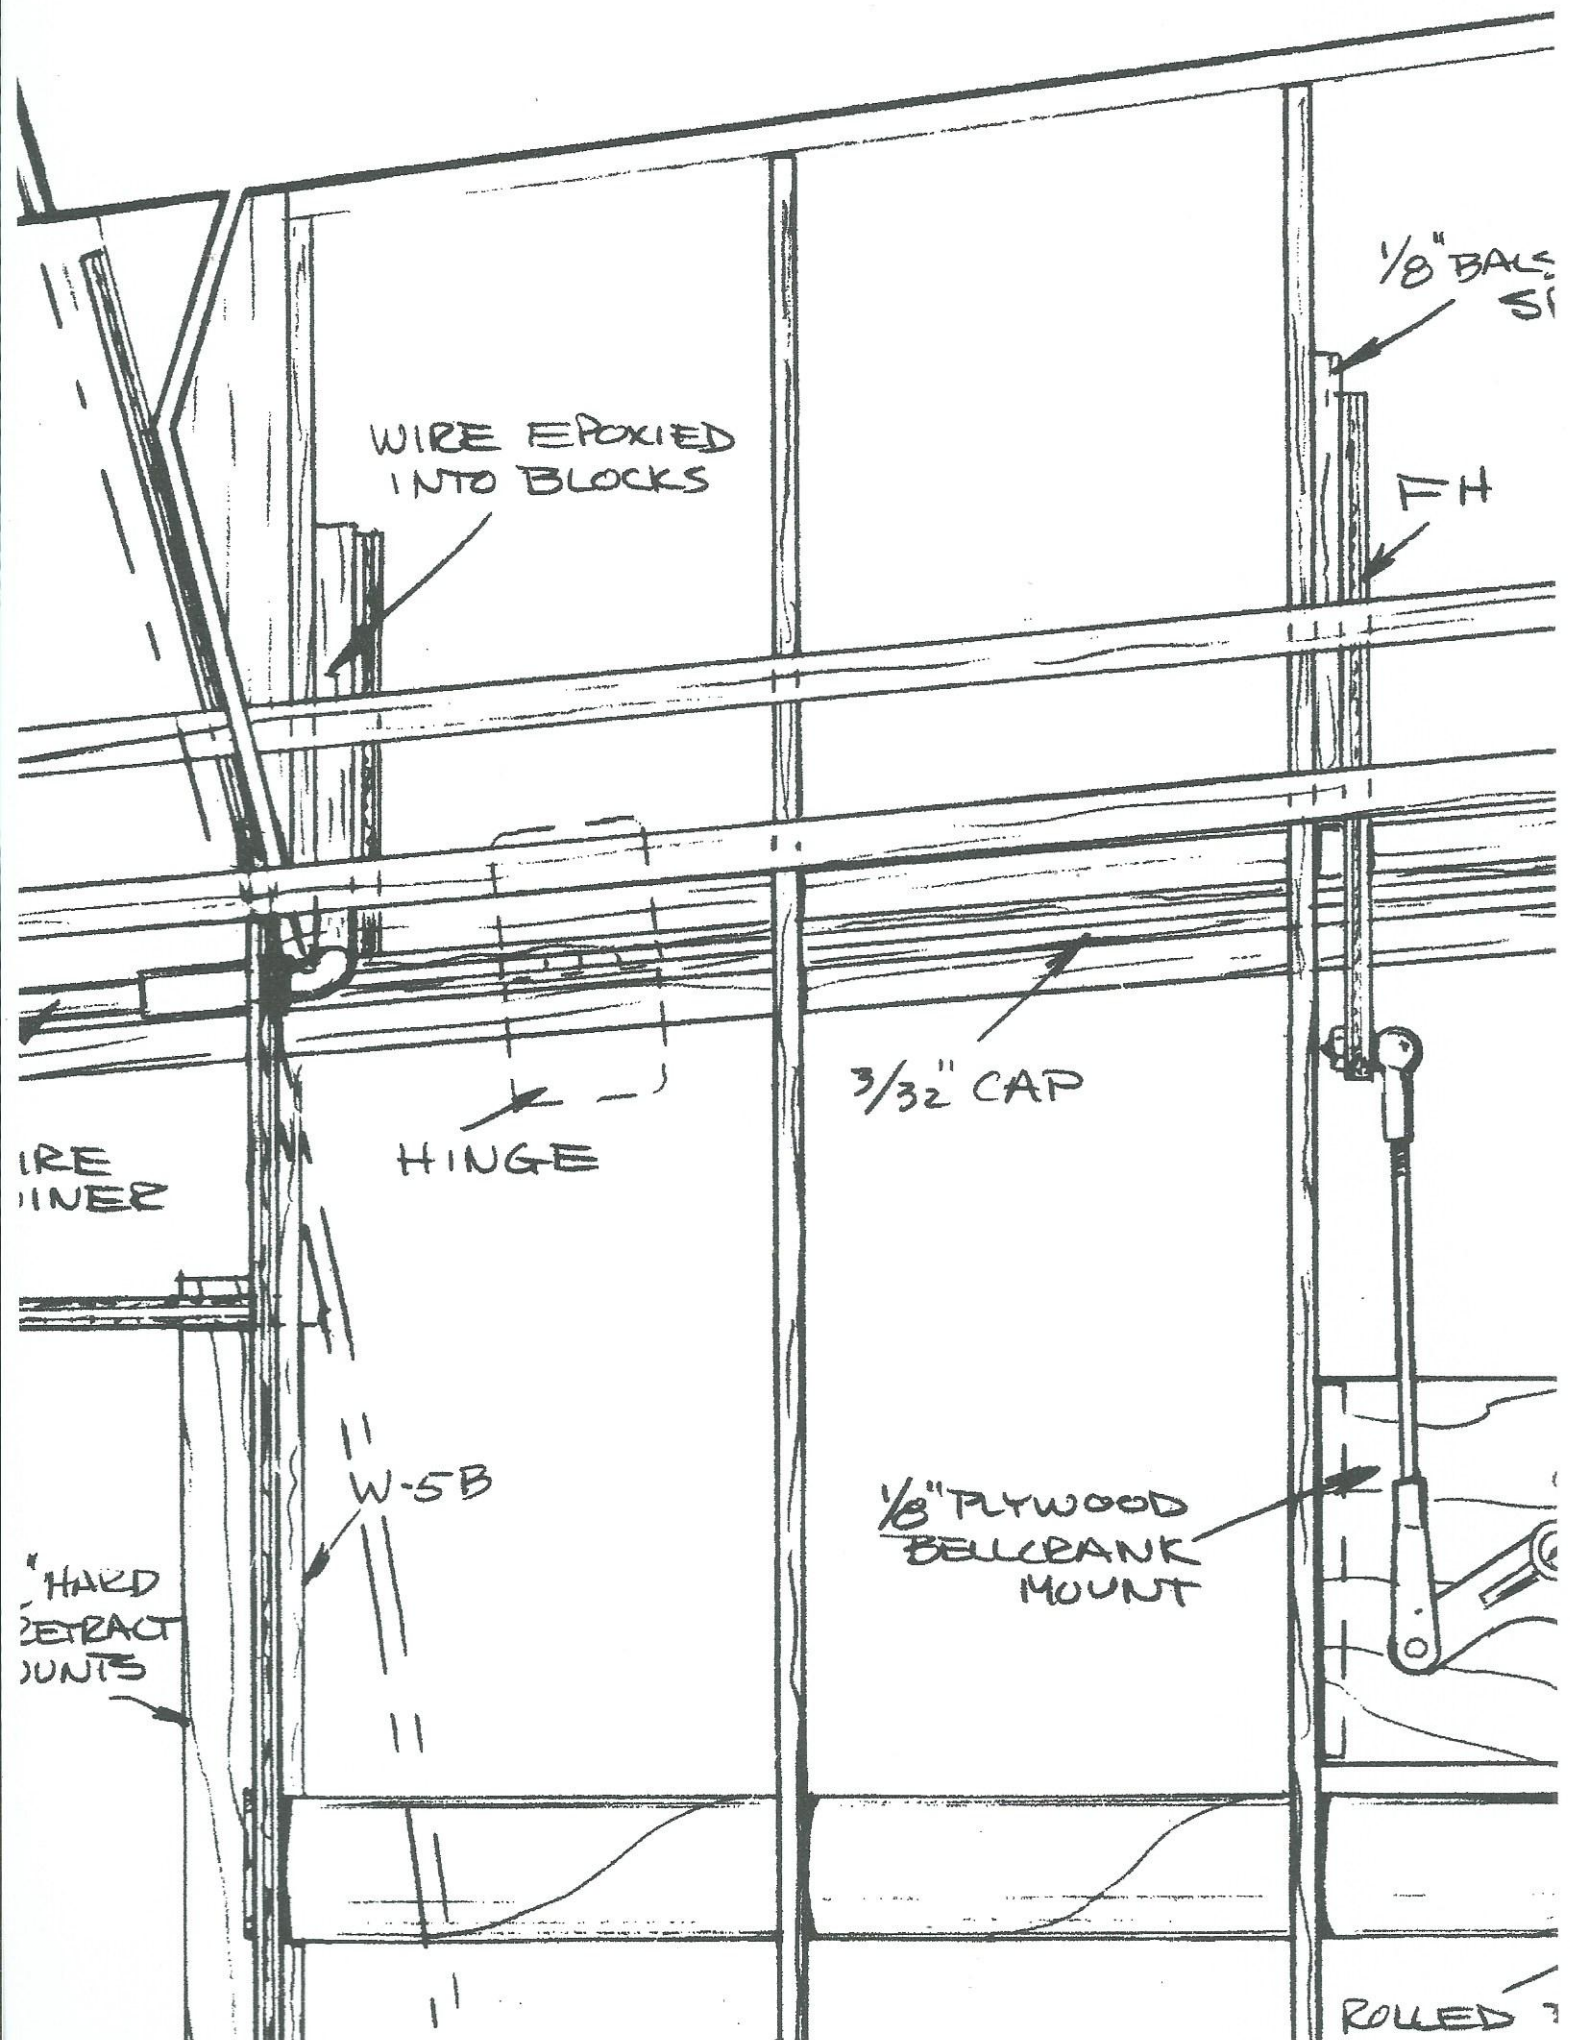 1/8" BALS
WIRE EPOXIED
INTO BLOCKS
FH
3/32" CAP
HINGE
IRE
INER
W-5B
1/8" PLYWOOD
BELLCRANK
MOUNT
" HARD
RETRACT
OUNTS
ROLLED